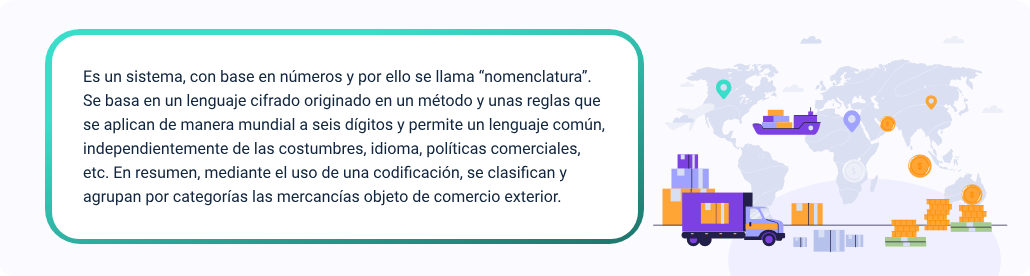 Es un sistema, con base en números y por ello se llama “nomenclatura”.
Se basa en un lenguaje cifrado originado en un método y unas reglas que
se aplican de manera mundial a seis dígitos y permite un lenguaje común,
independientemente de las costumbres, idioma, políticas comerciales,
etc. En resumen, mediante el uso de una codificación, se clasifican y
agrupan por categorías las mercancías objeto de comercio exterior.